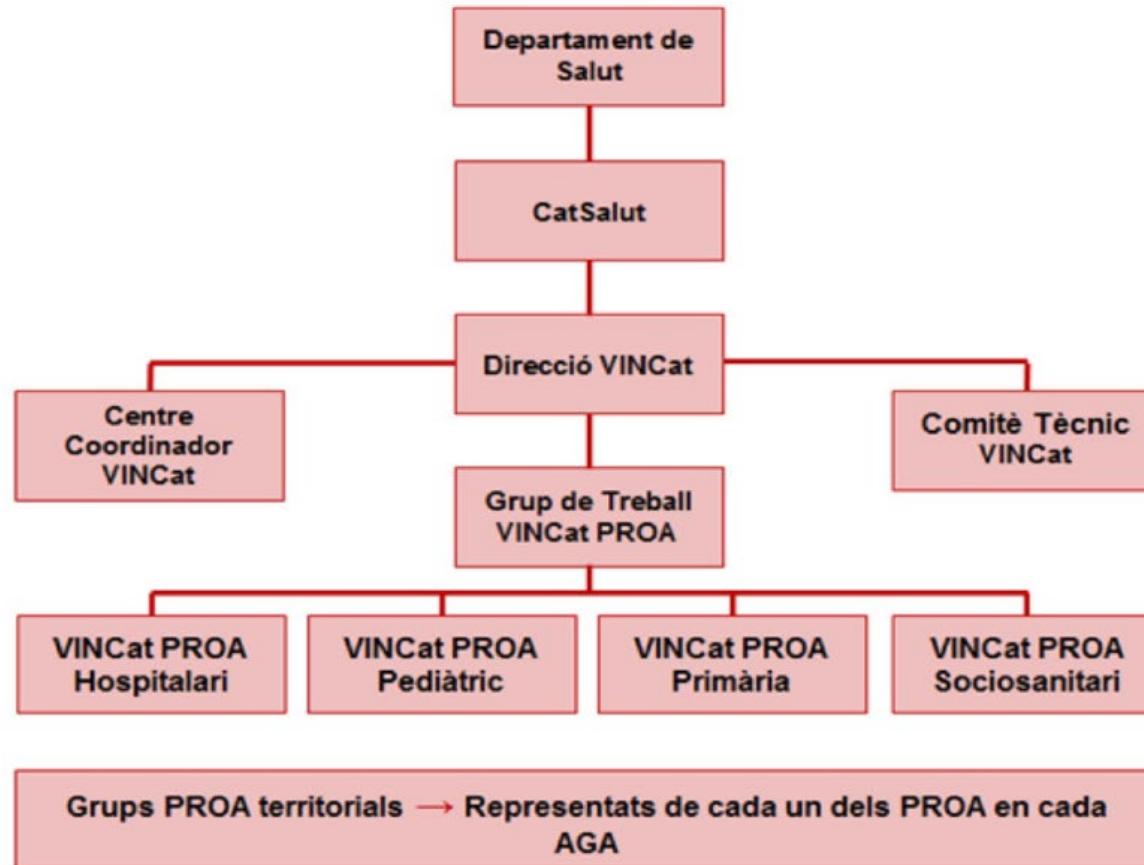 Departament de
Salut
CatSalut
Direcció VINCat
Centre
Coordinador
VINCat
Comitè Tècnic
VINCat
Grup de Treball
VINCat PROA
VINCat PROA
Hospitalari
VINCat PROA
Pediàtric
VINCat PROA
Primària
VINCat PROA
Sociosanitari
Grups PROA territorials → Representats de cada un dels PROA en cada
AGA